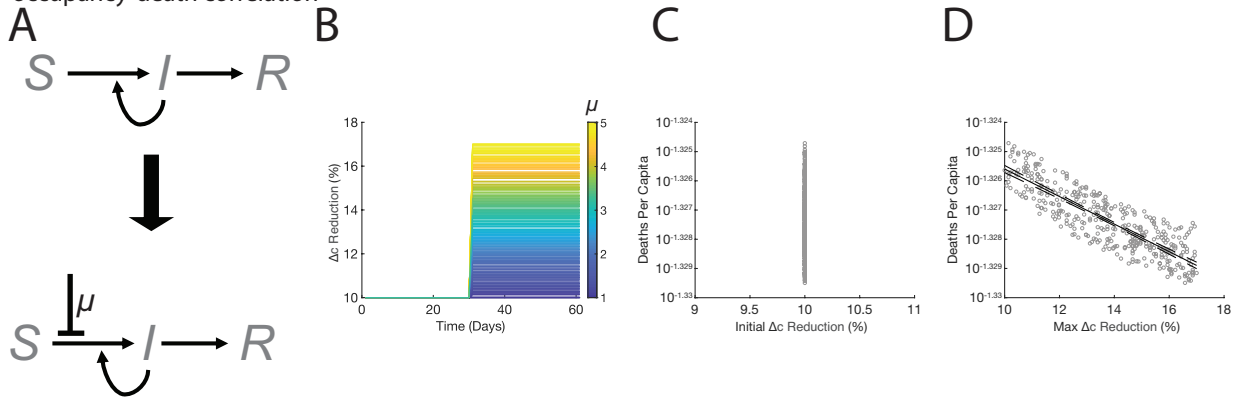 occupancy-death correlation
A
B
C
D
S I R
μ
S I R
μ
5
4
3
2
1
18
16
14
12
10
Δc Reduction (%)
0 20 40 60
Time (Days)
10^-1.324
10^-1.325
10^-1.326
10^-1.327
10^-1.328
10^-1.329
10^-1.33
Deaths Per Capita
9 9.5 10 10.5 11
Initial Δc Reduction (%)
10^-1.324
10^-1.325
10^-1.326
10^-1.327
10^-1.328
10^-1.329
10^-1.33
Deaths Per Capita
10 12 14 16 18
Max Δc Reduction (%)